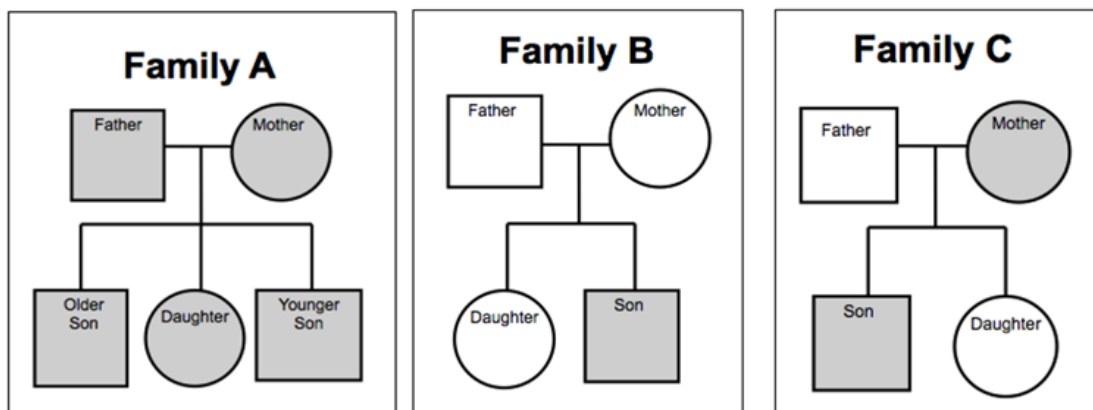 Family A
Father
Mother
Older
Son
Daughter
Younger
Son
Family B
Father
Mother
Daughter
Son
Family C
Father
Mother
Son
Daughter